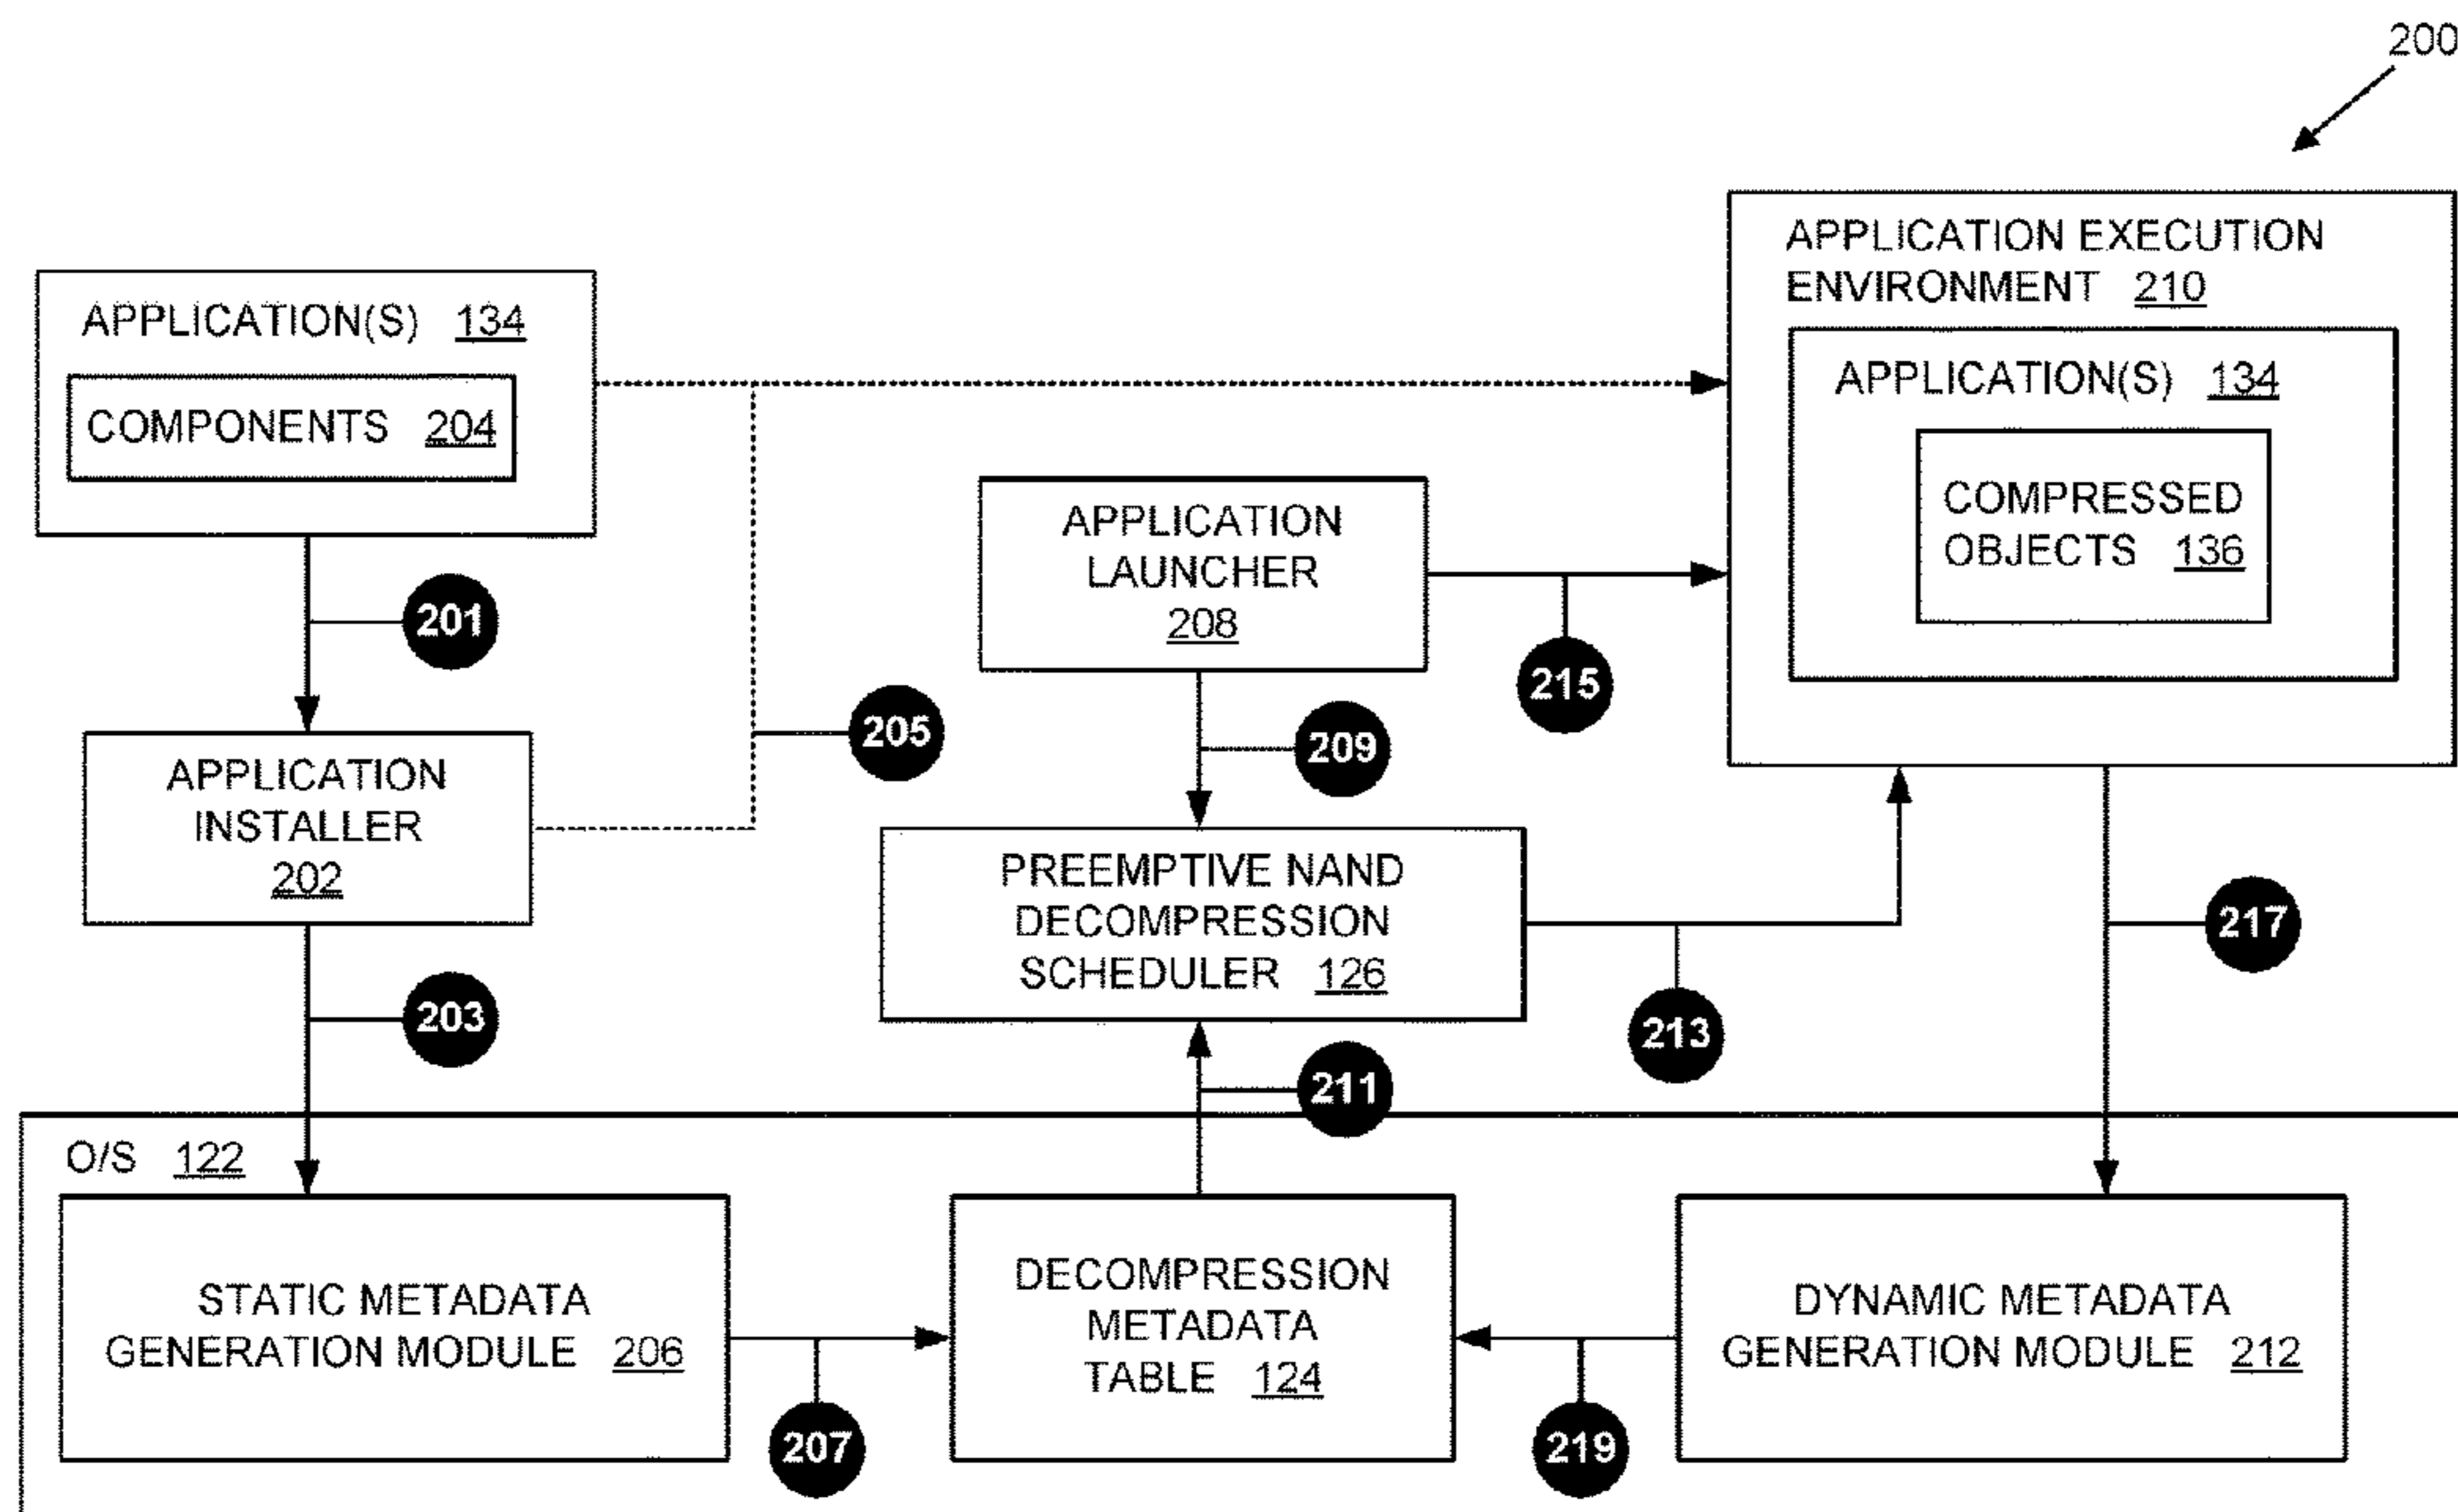 200
APPLICATION EXECUTION
ENVIRONMENT 210
APPLICATION(S) 134
COMPONENTS 204
APPLICATION(S) 134
COMPRESSED
OBJECTS 136
APPLICATION
LAUNCHER
208
201
215
205
209
APPLICATION
INSTALLER
202
PREEMPTIVE NAND
DECOMPRESSION
SCHEDULER 126
217
203
213
211
O/S 122
STATIC METADATA
GENERATION MODULE 206
DECOMPRESSION
METADATA
TABLE 124
DYNAMIC METADATA
GENERATION MODULE 212
207
219